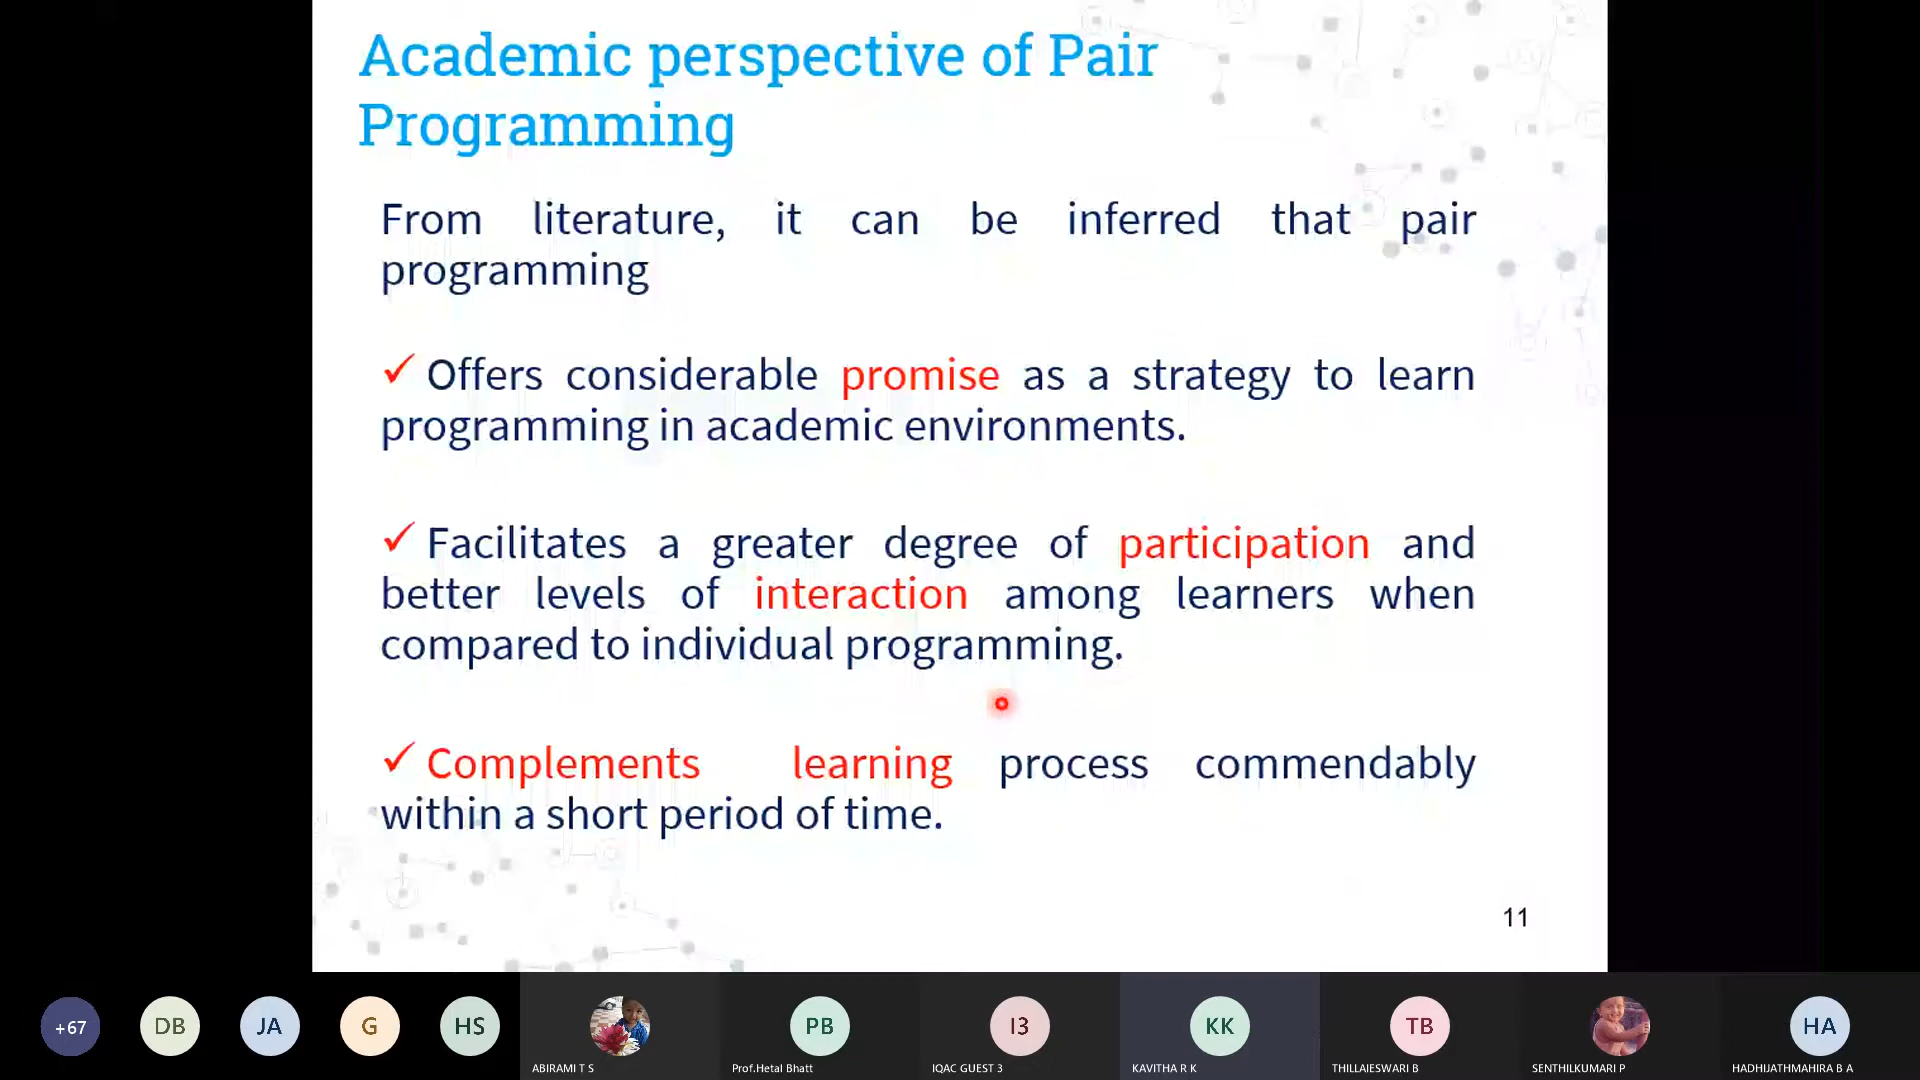 Academic perspective of Pair
Programming
From literature, it can be inferred that pair
programming
✓ Offers considerable promise as a strategy to learn
programming in academic environments.
✓ Facilitates a greater degree of participation and
better levels of interaction among learners when
compared to individual programming.
✓ Complements learning process commendably
within a short period of time.
11
+67
DB
JA
G
HS
ABIRAMI T S
PB
Prof.Hetal Bhatt
I3
IQAC GUEST 3
KK
KAVITHA R K
TB
THILLAIESWARI B
SENTHILKUMARI P
HA
HADHIJATHMAHIRA B A